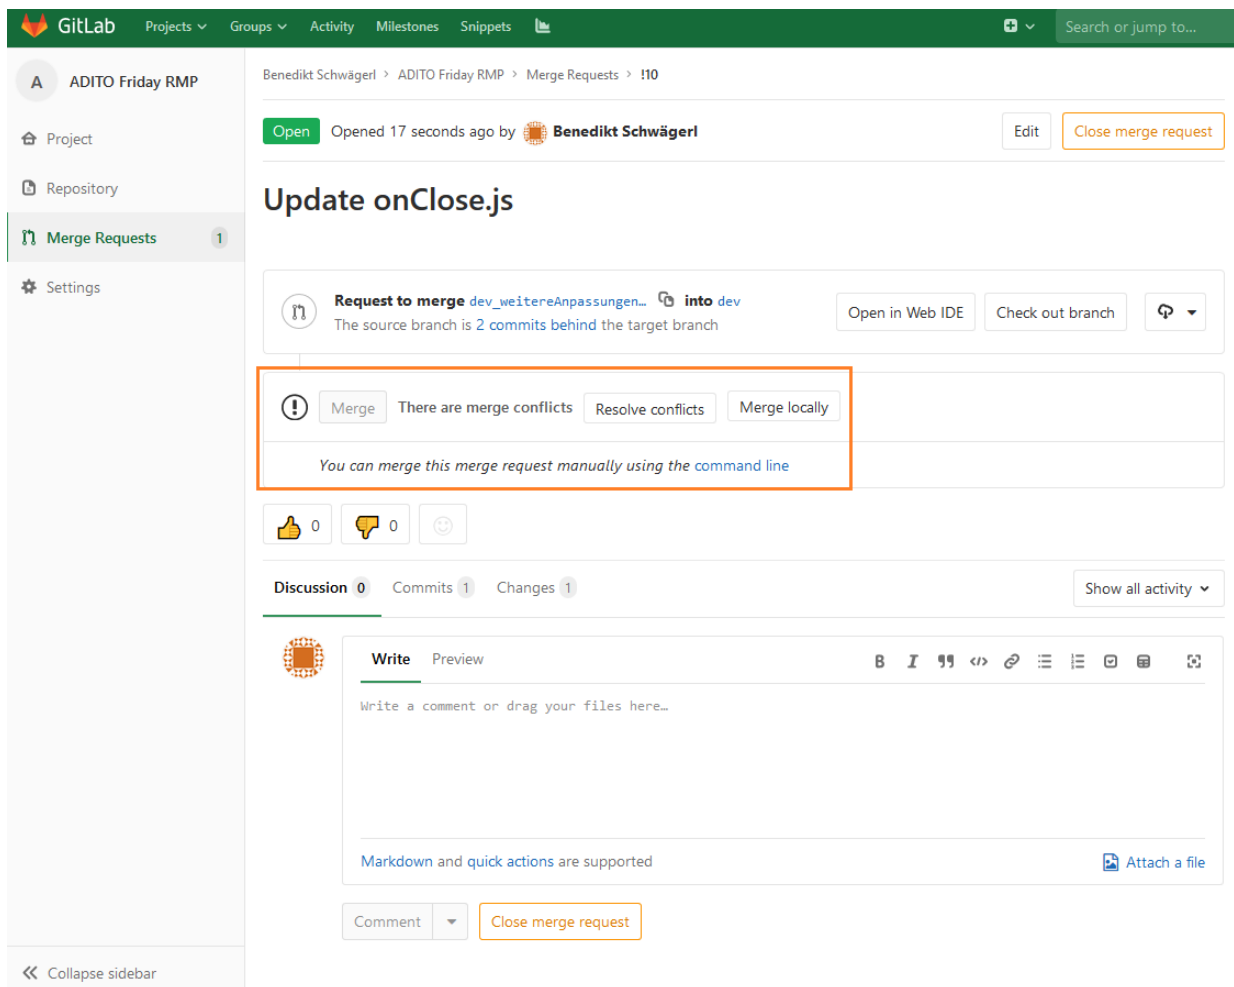 GitLab Projects Groups Activity Milestones Snippets Search or jump to...
A ADITO Friday RMP
Project
Repository
Merge Requests 1
Settings
Collapse sidebar
Benedikt Schwägerl > ADITO Friday RMP > Merge Requests > !10
Open Opened 17 seconds ago by Benedikt Schwägerl Edit Close merge request
Update onClose.js
Request to merge dev_weitereAnpassungen… into dev
The source branch is 2 commits behind the target branch
Open in Web IDE Check out branch
Merge There are merge conflicts Resolve conflicts Merge locally
You can merge this merge request manually using the command line
0 0
Discussion 0 Commits 1 Changes 1 Show all activity
Write Preview
Write a comment or drag your files here…
Markdown and quick actions are supported Attach a file
Comment Close merge request